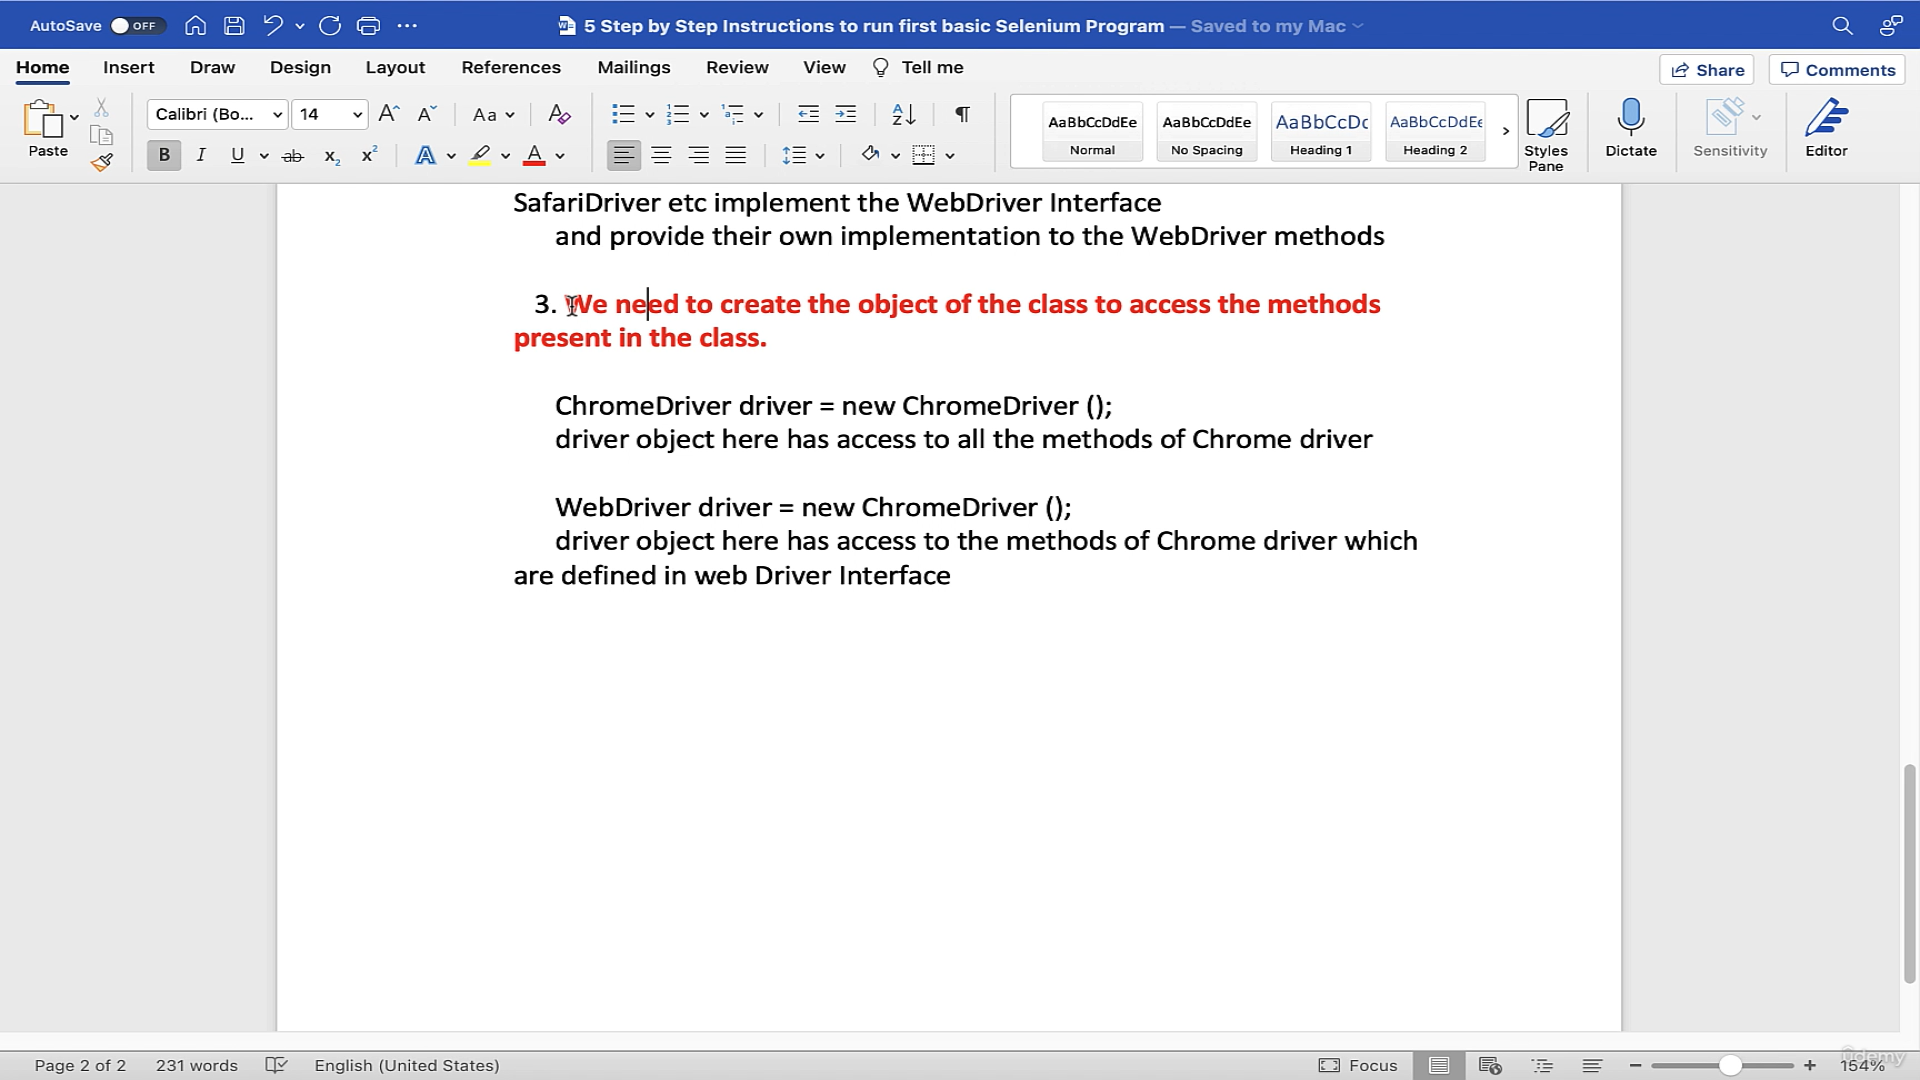 AutoSave OFF 5 Step by Step Instructions to run first basic Selenium Program — Saved to my Mac
Home Insert Draw Design Layout References Mailings Review View Tell me Share Comments
Paste Calibri (Bo... 14 Aa AaBbCcDdEe Normal AaBbCcDdEe No Spacing AaBbCcDc Heading 1 AaBbCcDdEe Heading 2 Styles Pane Dictate Sensitivity Editor
B I U ab x2 x2 A A
SafariDriver etc implement the WebDriver Interface
and provide their own implementation to the WebDriver methods
3. We need to create the object of the class to access the methods
present in the class.
ChromeDriver driver = new ChromeDriver ();
driver object here has access to all the methods of Chrome driver
WebDriver driver = new ChromeDriver ();
driver object here has access to the methods of Chrome driver which
are defined in web Driver Interface
Page 2 of 2 231 words English (United States) Focus 154%
ûdemy